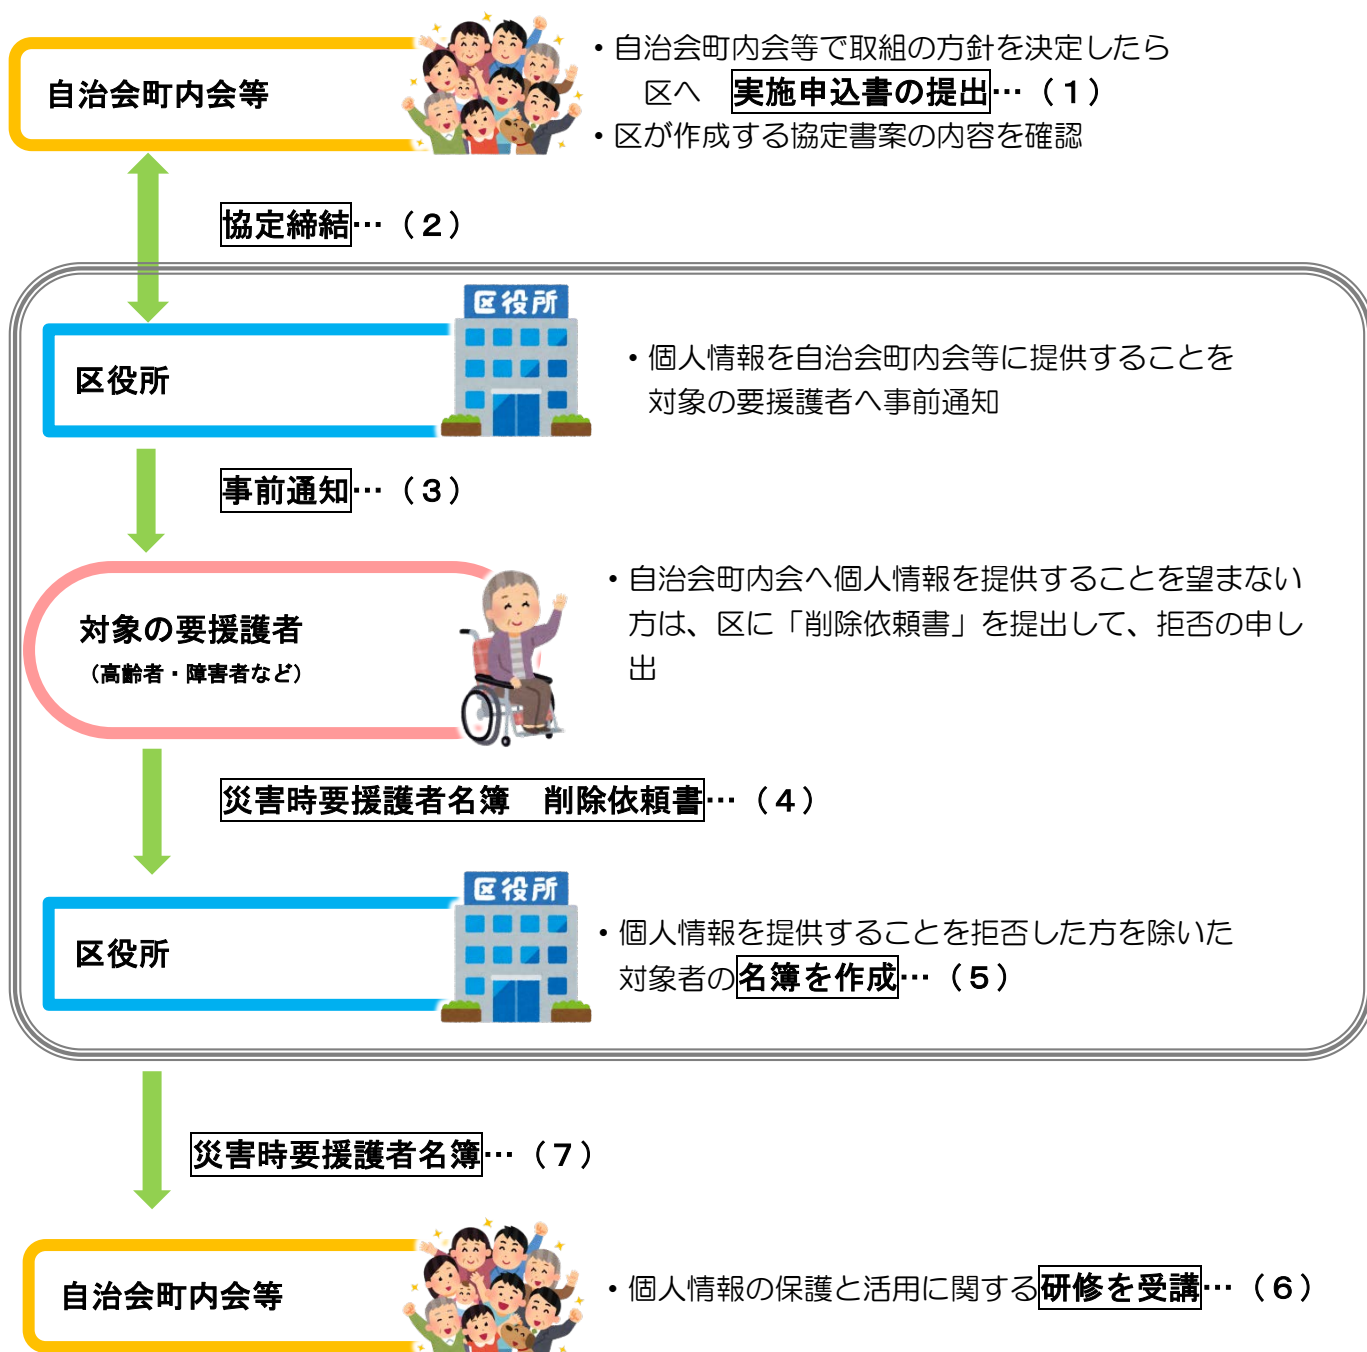 自治会町内会等
・自治会町内会等で取組の方針を決定したら
区へ　実施申込書の提出…（１）
・区が作成する協定書案の内容を確認
協定締結…（２）
区役所
区役所
・個人情報を自治会町内会等に提供することを
対象の要援護者へ事前通知
事前通知…（３）
対象の要援護者
（高齢者・障害者など）
・自治会町内会へ個人情報を提供することを望まない
方は、区に「削除依頼書」を提出して、拒否の申し
出
災害時要援護者名簿　削除依頼書…（４）
区役所
区役所
・個人情報を提供することを拒否した方を除いた
対象者の名簿を作成…（５）
災害時要援護者名簿…（７）
自治会町内会等
・個人情報の保護と活用に関する研修を受講…（６）